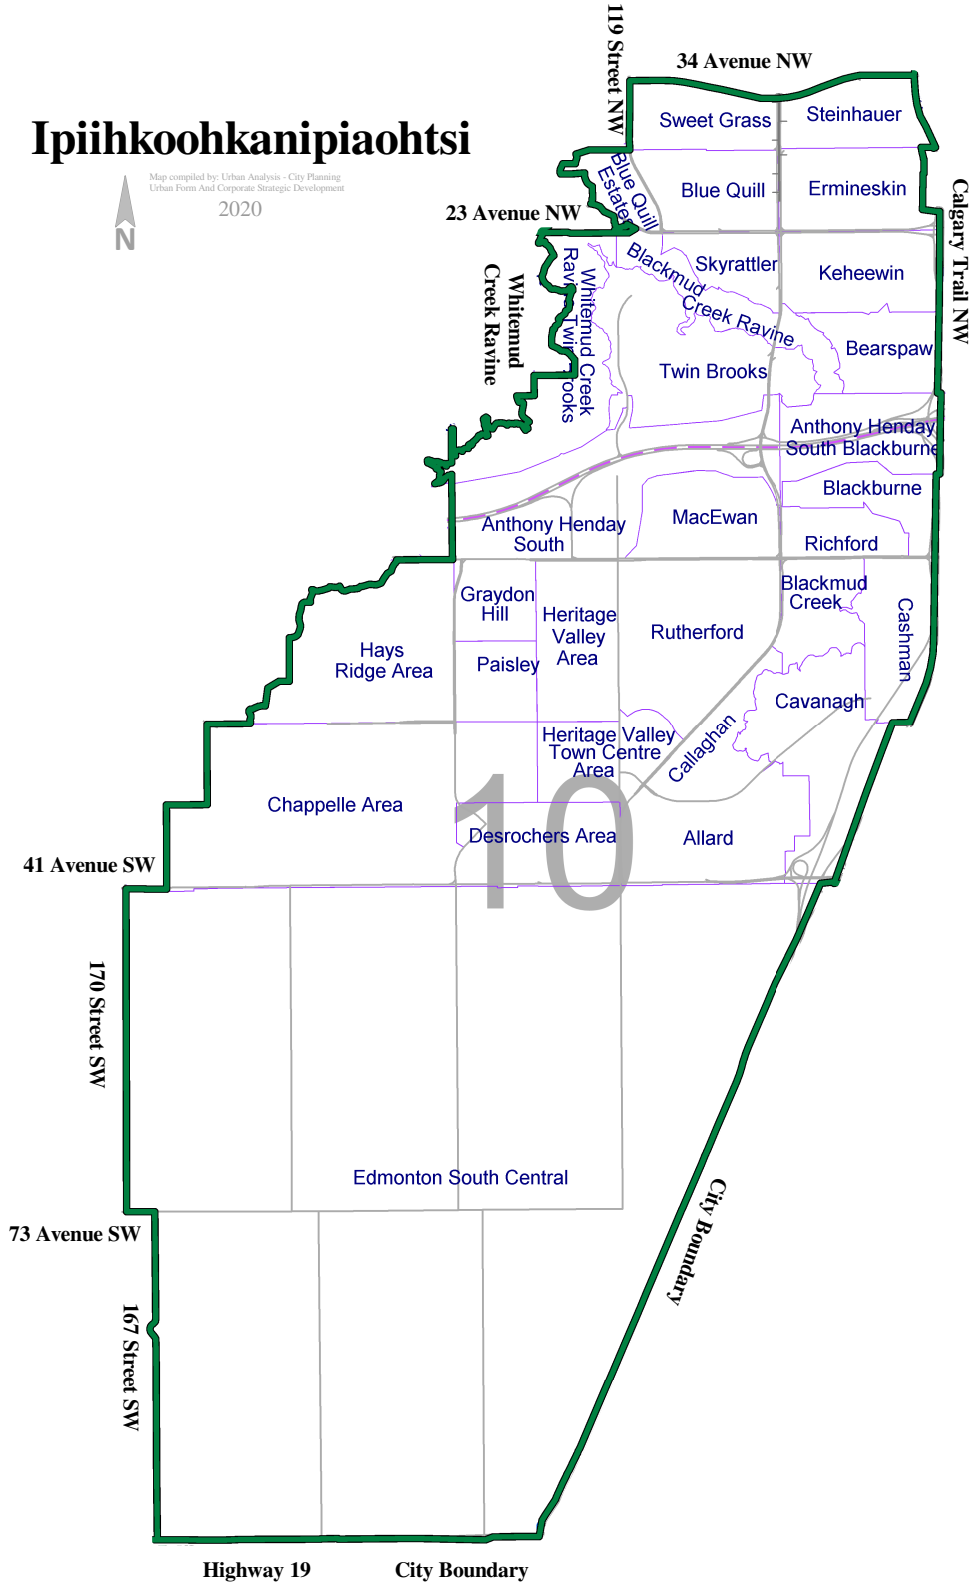 119 Street NW
34 Avenue NW
Ipiihkoohkanipiaohtsi
Map compiled by: Urban Analysis - City Planning
Urban Form And Corporate Strategic Development
2020
N
Sweet Grass
Steinhauer
Blue Quill
Estates
Blue Quill
Ermineskin
23 Avenue NW
Calgary Trail NW
Whitemud
Creek Ravine
Whitemud Creek
Ravine Twin Brooks
Blackmud
Creek Ravine
Skyrattler
Keheewin
Bearspaw
Twin Brooks
Anthony Henday
South Blackburne
Blackburne
Anthony Henday
South
MacEwan
Richford
Graydon
Hill
Heritage
Valley
Area
Rutherford
Blackmud
Creek
Cashman
Hays
Ridge Area
Paisley
Cavanagh
Callaghan
Heritage Valley
Town Centre
Area
Chappelle Area
10
Desrochers Area
Allard
41 Avenue SW
170 Street SW
Edmonton South Central
City Boundary
73 Avenue SW
167 Street SW
Highway 19
City Boundary